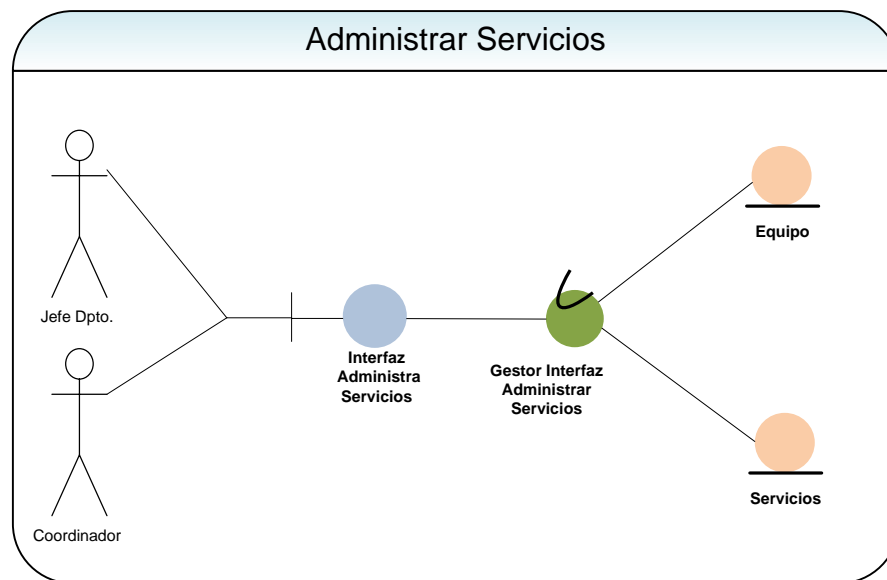 Administrar Servicios
Jefe Dpto.
Coordinador
Interfaz
Administra
Servicios
Gestor Interfaz
Administrar
Servicios
Equipo
Servicios